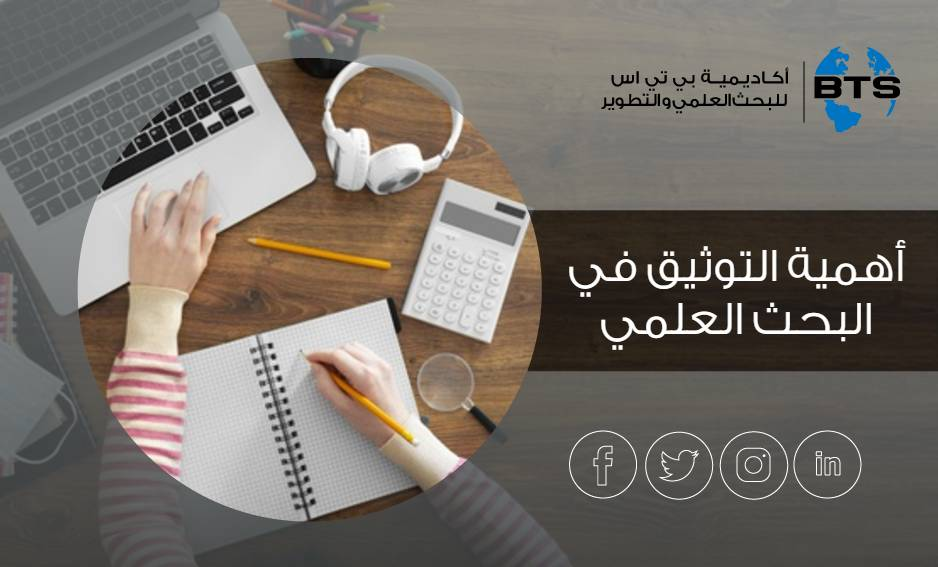 أكاديمية بي تي اس
للبحث العلمي والتطوير
BTS
أهمية التوثيق في
البحث العلمي